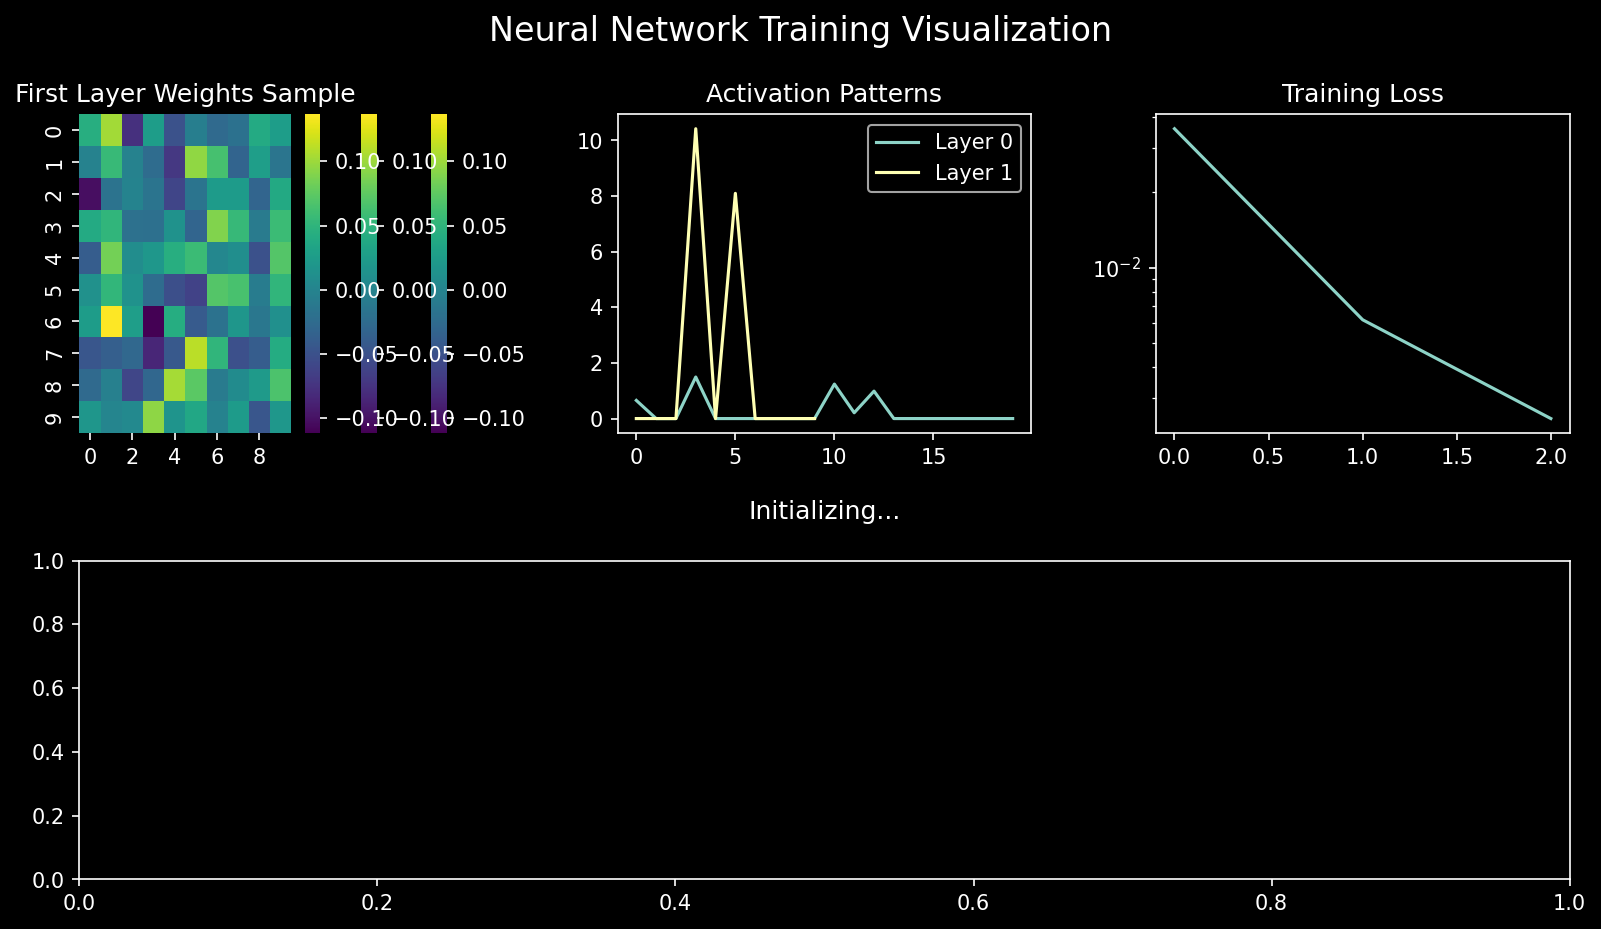 Neural Network Training Visualization
First Layer Weights Sample
0
1
2
3
4
5
6
7
8
9
0 2 4 6 8
0.10 0.10 0.10
0.05 0.05 0.05
0.00 0.00 0.00
−0.05 −0.05 −0.05
−0.10 −0.10 −0.10
Activation Patterns
Layer 0
Layer 1
10
8
6
4
2
0
0 5 10 15
Training Loss
10⁻²
0.0 0.5 1.0 1.5 2.0
Initializing...
1.0
0.8
0.6
0.4
0.2
0.0
0.0 0.2 0.4 0.6 0.8 1.0